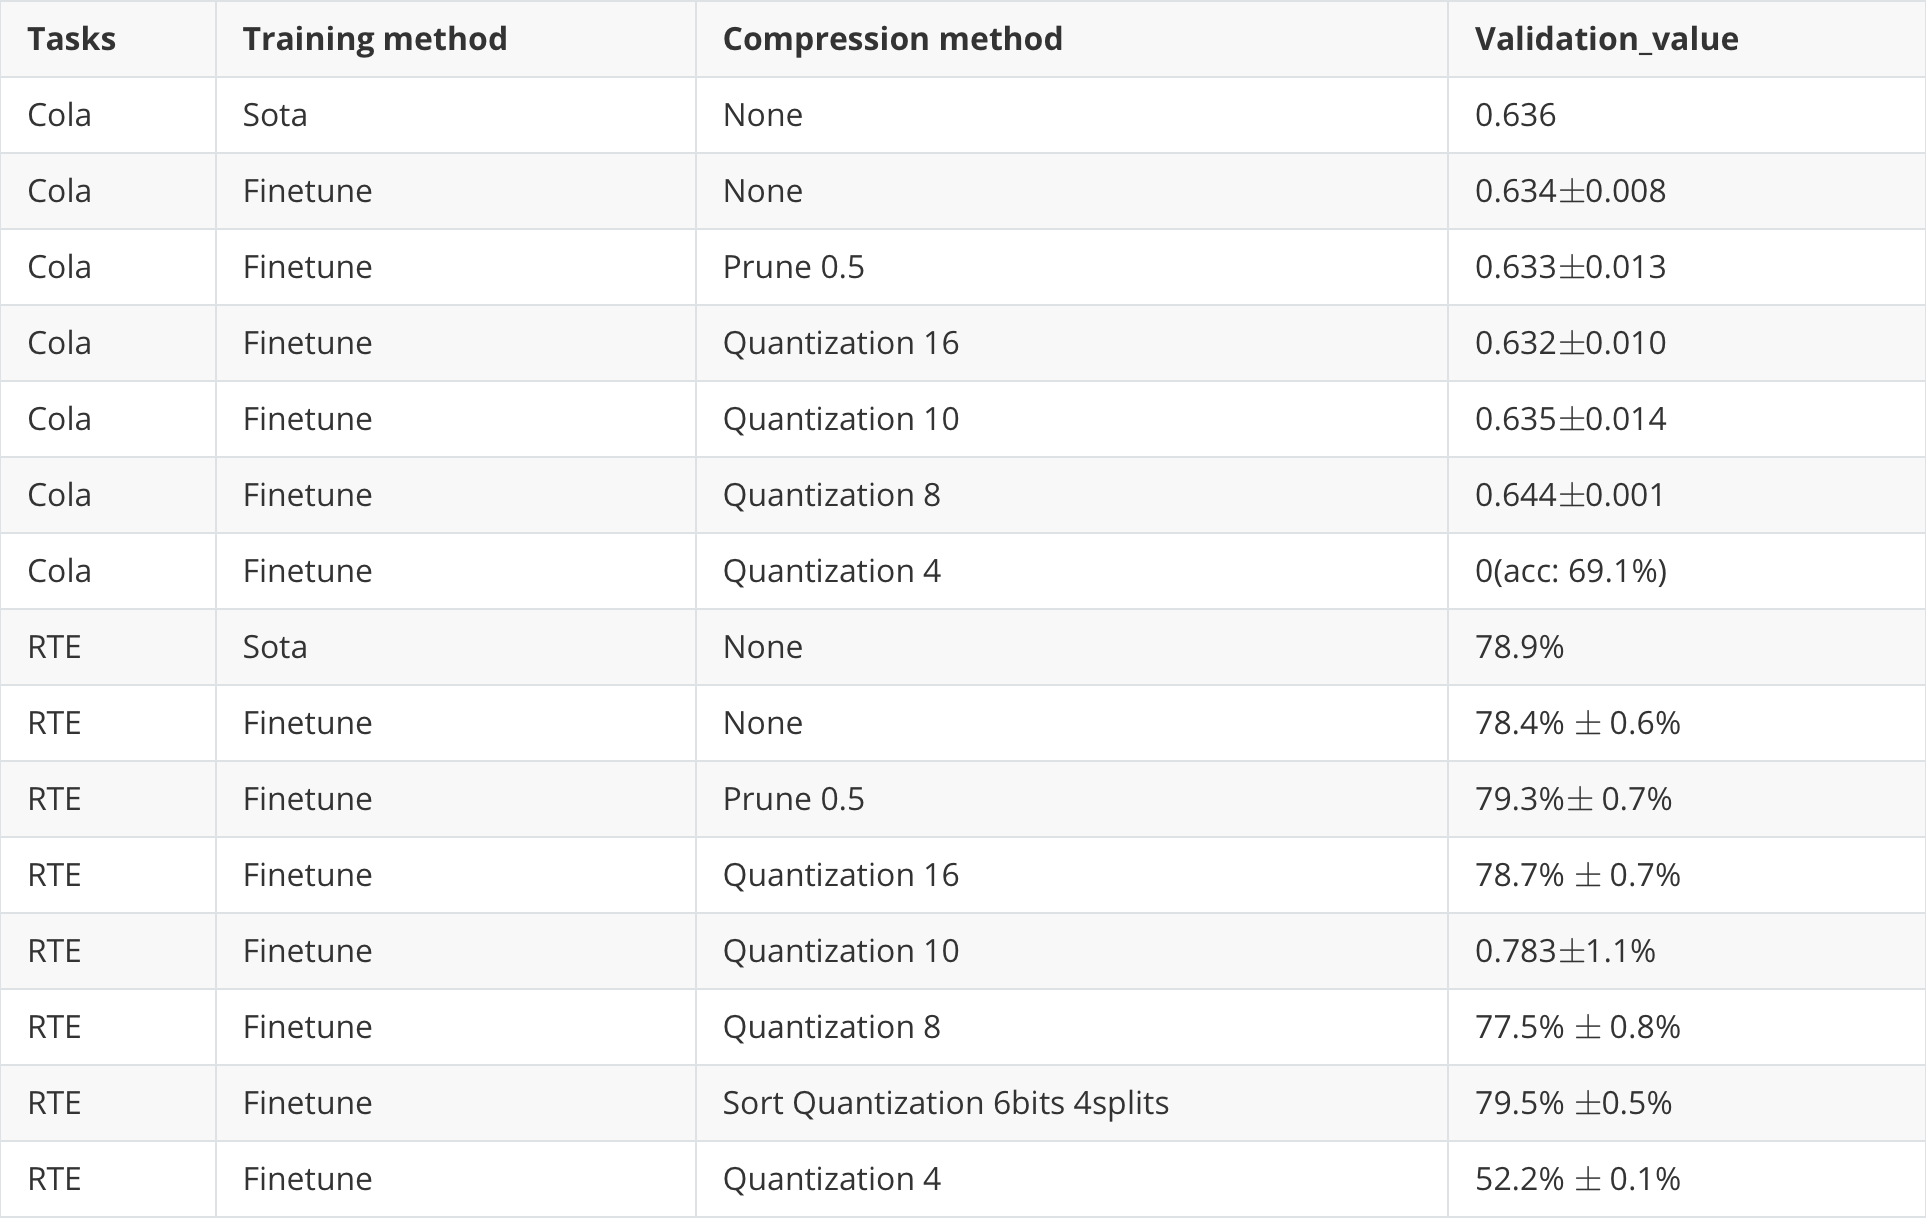 Tasks Training method Compression method Validation_value
Cola Sota None 0.636
Cola Finetune None 0.634±0.008
Cola Finetune Prune 0.5 0.633±0.013
Cola Finetune Quantization 16 0.632±0.010
Cola Finetune Quantization 10 0.635±0.014
Cola Finetune Quantization 8 0.644±0.001
Cola Finetune Quantization 4 0(acc: 69.1%)
RTE Sota None 78.9%
RTE Finetune None 78.4% ± 0.6%
RTE Finetune Prune 0.5 79.3%± 0.7%
RTE Finetune Quantization 16 78.7% ± 0.7%
RTE Finetune Quantization 10 0.783±1.1%
RTE Finetune Quantization 8 77.5% ± 0.8%
RTE Finetune Sort Quantization 6bits 4splits 79.5% ±0.5%
RTE Finetune Quantization 4 52.2% ± 0.1%